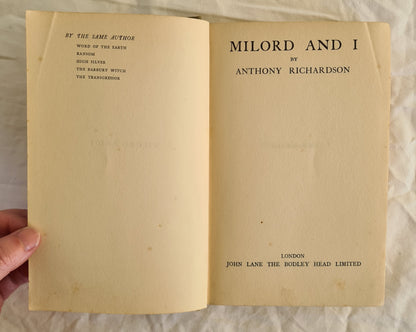 BY THE SAME AUTHOR
WORD OF THE EARTH
RANSOM
HIGH SILVER
THE BARBURY WITCH
THE TRANSGRESSOR
MILORD AND I
BY
ANTHONY RICHARDSON
LONDON
JOHN LANE THE BODLEY HEAD LIMITED